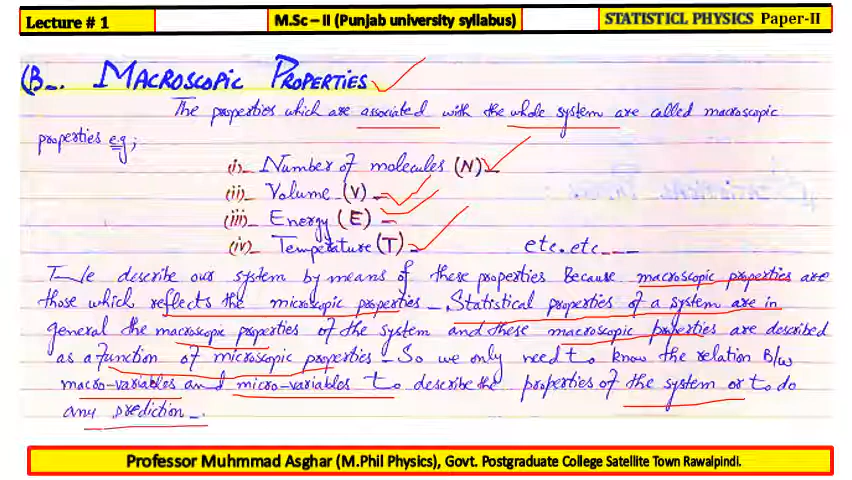 Lecture # 1
M.Sc – II (Punjab university syllabus)
STATISTICL PHYSICS Paper-II
(B_. MACROSCOPIC PROPERTIES
The properties which are associated with the whole system are called macroscopic
properties e.g;
(i)_ Number of molecules (N)_
(ii)_ Volume (V)_
(iii)_ Energy (E)_
(iv)_ Temperature (T)_ etc. etc_ _ _
We describe our system by means of these properties Because macroscopic properties are
those which reflects the microscopic properties_ Statistical properties of a system are in
general the macroscopic properties of the system and these macroscopic properties are described
as a function of microscopic properties_ So we only need to know the relation B/w
macro-variables and micro-variables to describe the properties of the system or to do
any prediction_.
Professor Muhmmad Asghar (M.Phil Physics), Govt. Postgraduate College Satellite Town Rawalpindi.